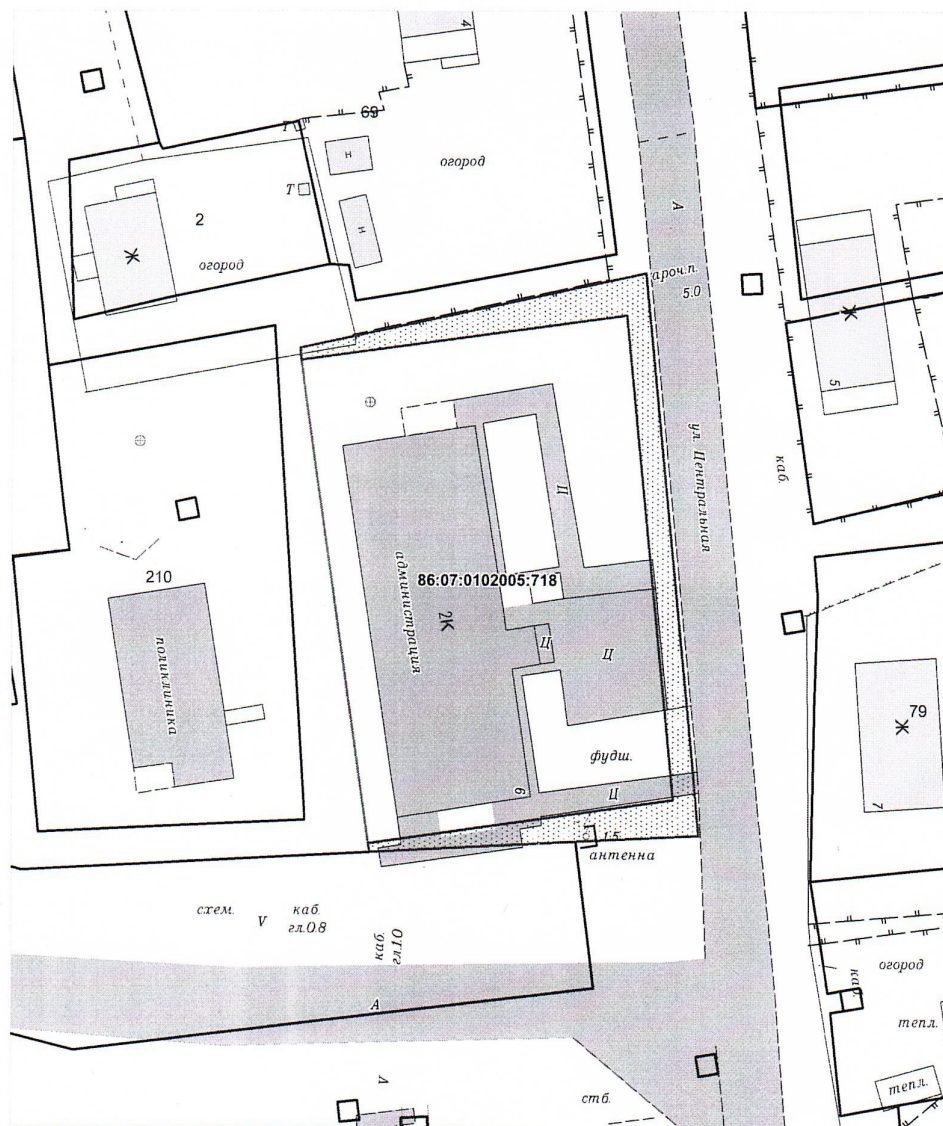 4
69
Т
н
огород
Т
2
Ж
огород
н
А
ароч.п.
5.0
Ж
5
ул. Центральная
каб.
Ц
администрация
86:07:0102005:718
2К
Ц
Ц
210
поликлиника
79
Ж
7
фудш.
6
Ц
1.5
антенна
схем.
V
каб.
гл.0.8
каб.
гл.1.0
А
огород
каб.
тепл.
тепл.
А
стб.